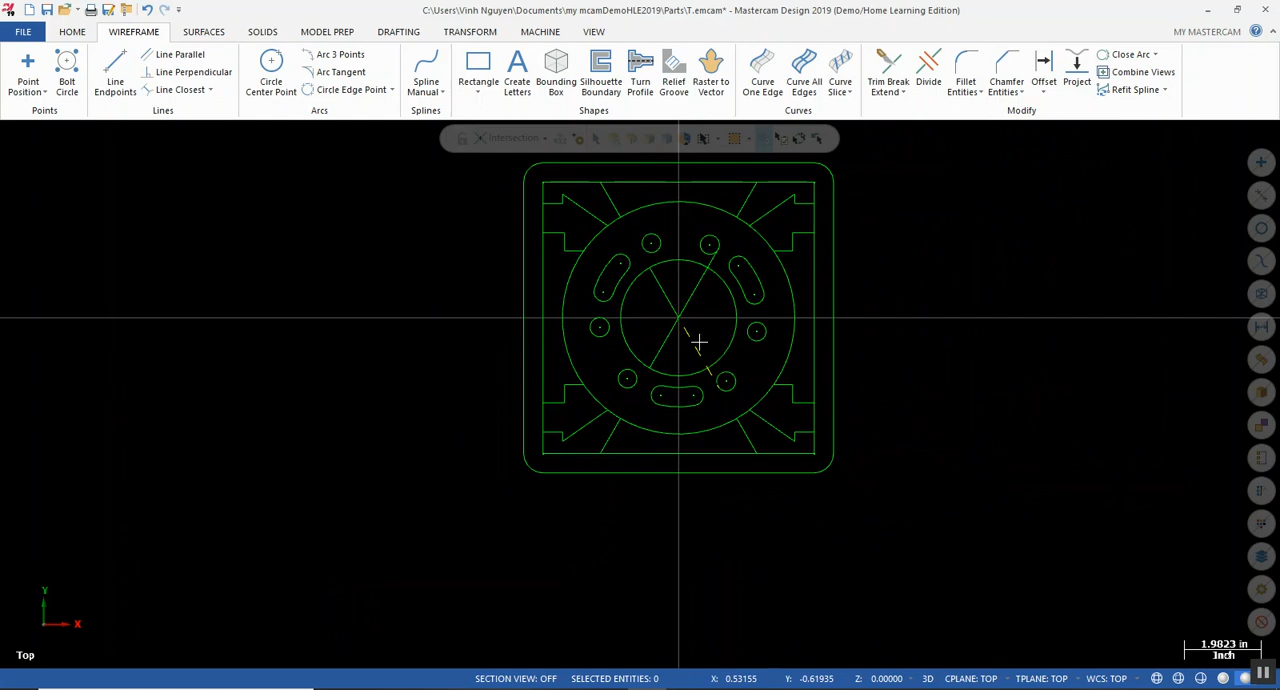 C:\Users\Vinh Nguyen\Documents\my mcamDemoHLE2019\Parts\T.emcam* - Mastercam Design 2019 (Demo/Home Learning Edition)
FILE HOME WIREFRAME SURFACES SOLIDS MODEL PREP DRAFTING TRANSFORM MACHINE VIEW MY MASTERCAM
Point Position
Bolt Circle
Points
Line Endpoints
Line Parallel
Line Perpendicular
Line Closest
Lines
Circle Center Point
Arc 3 Points
Arc Tangent
Circle Edge Point
Arcs
Spline Manual
Splines
Rectangle
Create Letters
Bounding Box
Silhouette Boundary
Turn Profile
Relief Groove
Raster to Vector
Shapes
Curve One Edge
Curve All Edges
Curve Slice
Curves
Trim Break Extend
Divide
Fillet Entities
Chamfer Entities
Offset
Project
Close Arc
Combine Views
Refit Spline
Modify
Intersection
Y
X
Top
1.9823 in
Inch
SECTION VIEW: OFF SELECTED ENTITIES: 0 X: 0.53155 Y: -0.61935 Z: 0.00000 3D CPLANE: TOP TPLANE: TOP WCS: TOP